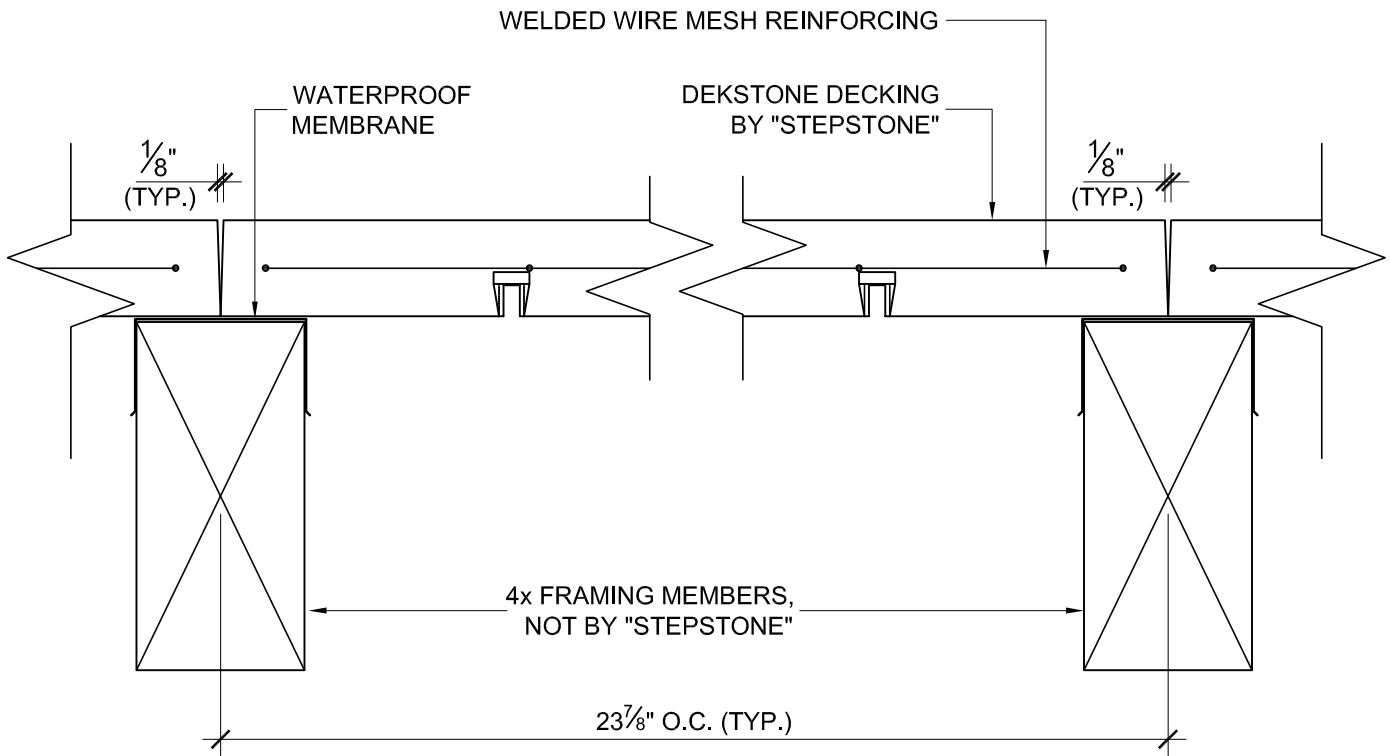 WELDED WIRE MESH REINFORCING
WATERPROOF
MEMBRANE
DEKSTONE DECKING
BY "STEPSTONE"
1/8"
(TYP.)
1/8"
(TYP.)
4x FRAMING MEMBERS,
NOT BY "STEPSTONE"
23 7/8" O.C. (TYP.)